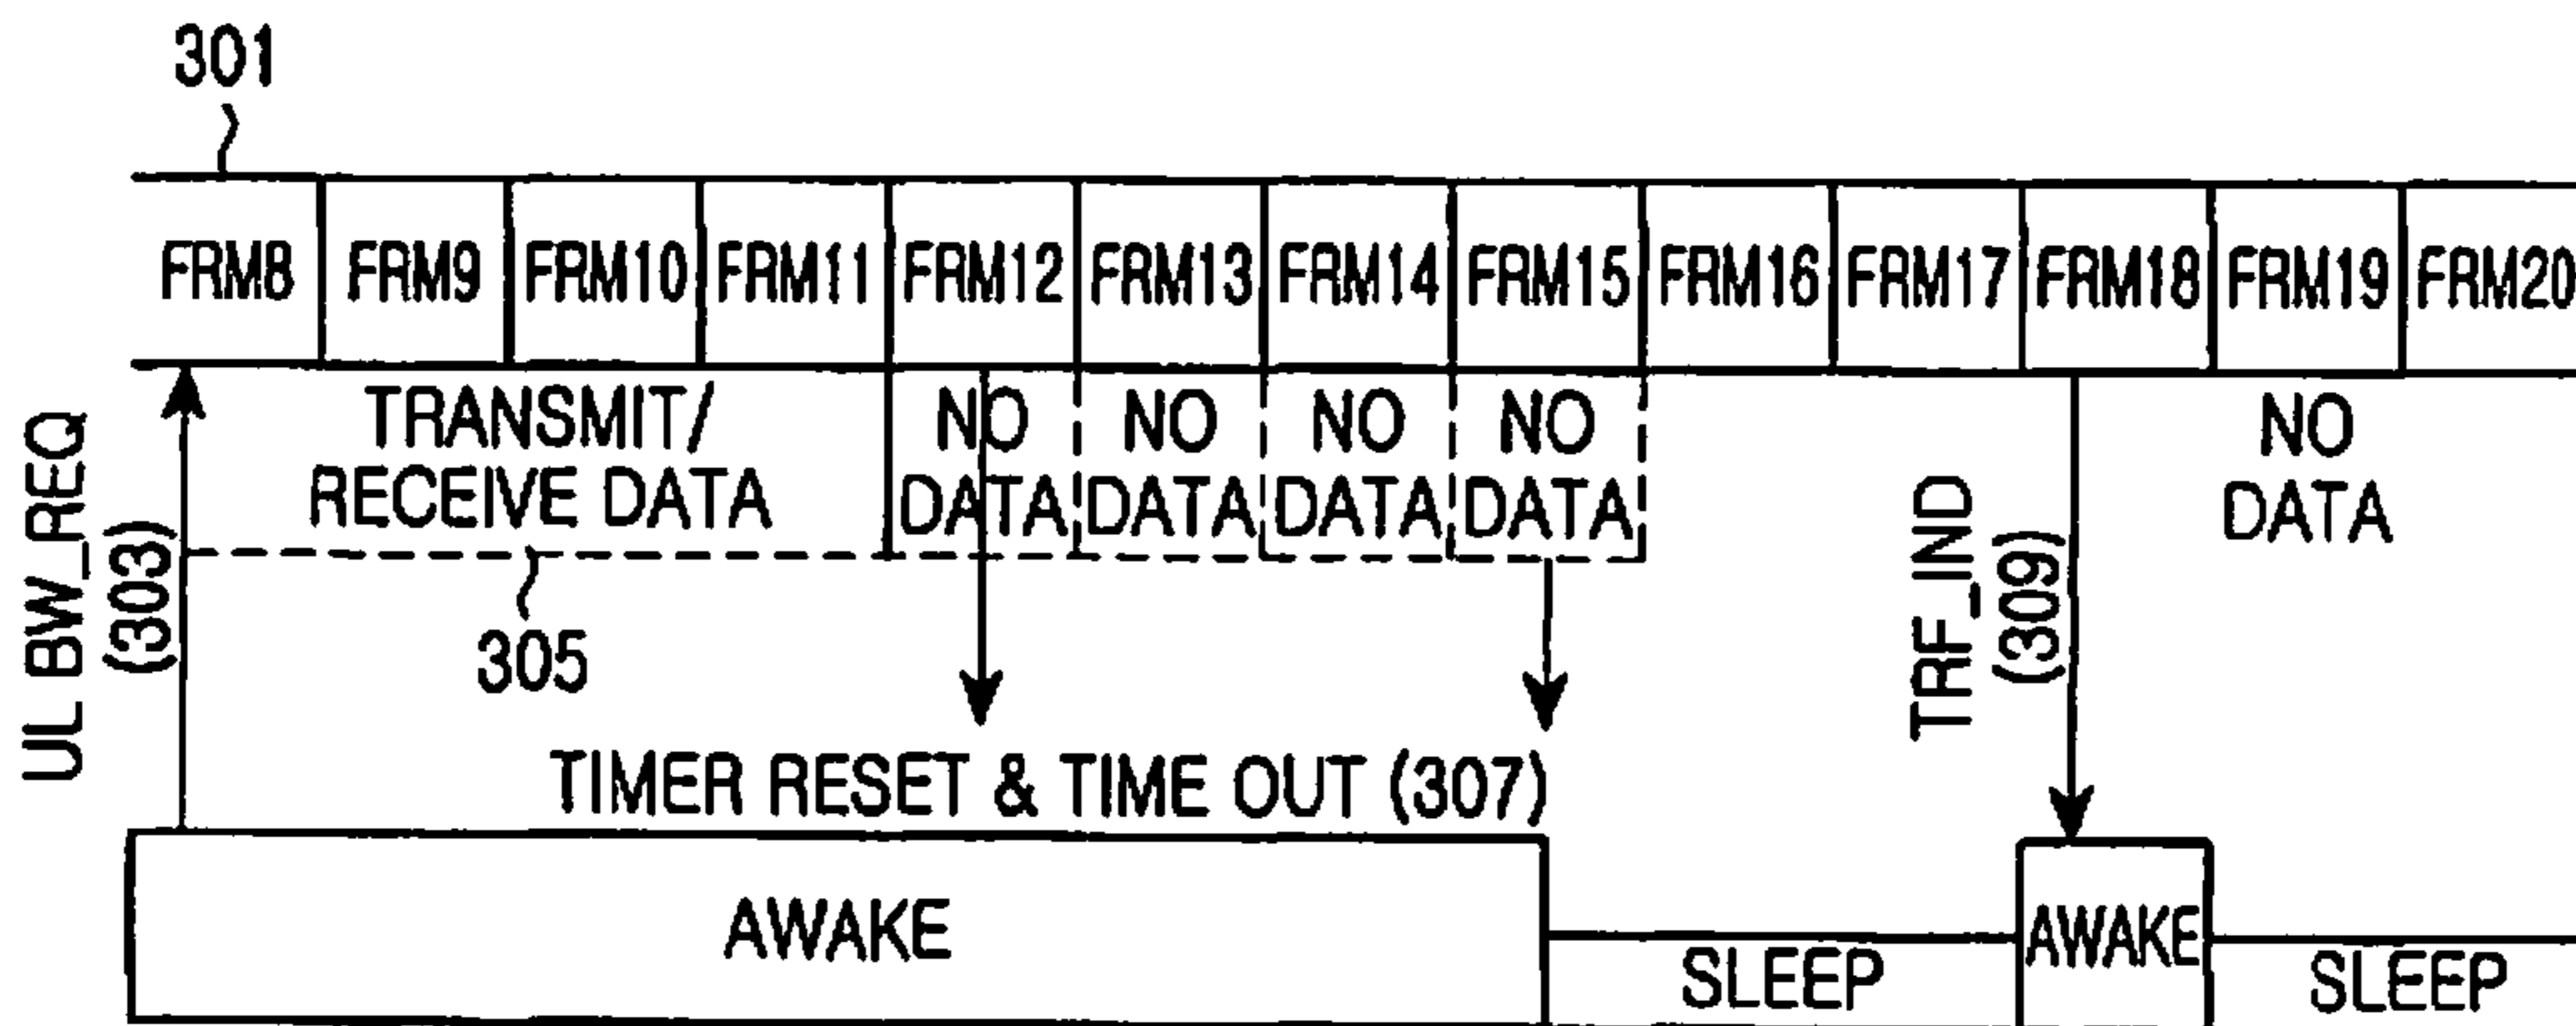 301
FRM8 FRM9 FRM10 FRM11 FRM12 FRM13 FRM14 FRM15 FRM16 FRM17 FRM18 FRM19 FRM20
UL BW_REQ
(303)
TRANSMIT/
RECEIVE DATA
NO
DATA
NO
DATA
NO
DATA
NO
DATA
305
TRF_IND
(309)
NO
DATA
TIMER RESET & TIME OUT (307)
AWAKE
SLEEP
AWAKE
SLEEP